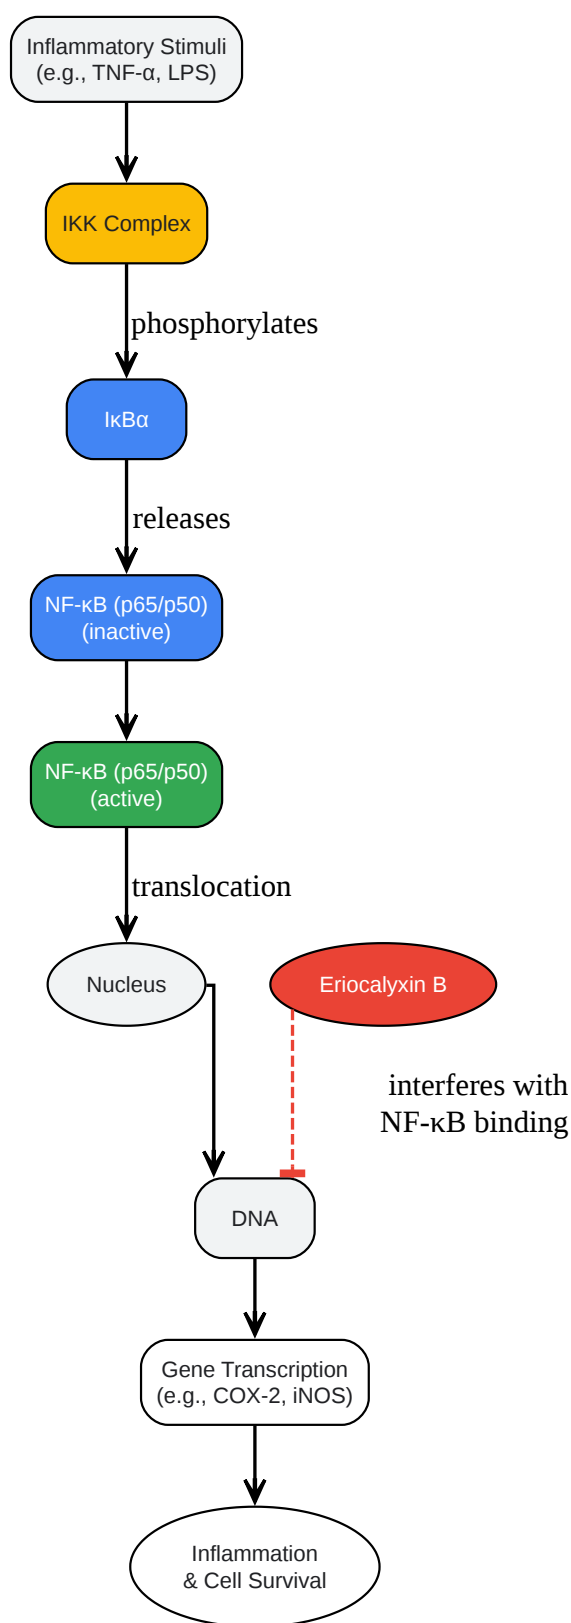 Inflammatory Stimuli
(e.g., TNF-α, LPS)
IKK Complex
phosphorylates
IκBα
releases
NF-κB (p65/p50)
(inactive)
NF-κB (p65/p50)
(active)
translocation
Nucleus
Eriocalyxin B
interferes with
NF-κB binding
DNA
Gene Transcription
(e.g., COX-2, iNOS)
Inflammation
& Cell Survival